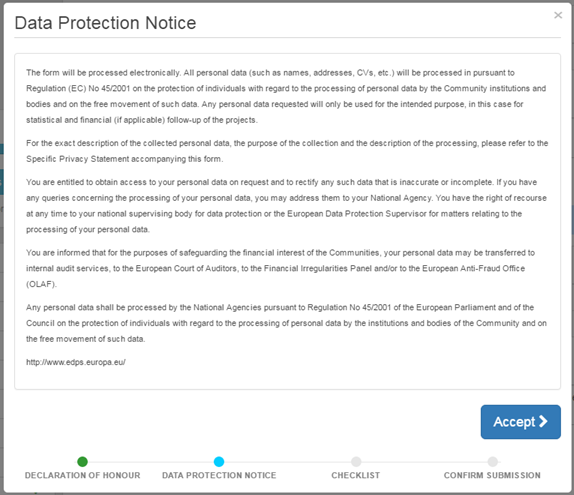 Data Protection Notice
×
The form will be processed electronically. All personal data (such as names, addresses, CVs, etc.) will be processed in pursuant to
Regulation (EC) No 45/2001 on the protection of individuals with regard to the processing of personal data by the Community institutions and
bodies and on the free movement of such data. Any personal data requested will only be used for the intended purpose, in this case for
statistical and financial (if applicable) follow-up of the projects.
For the exact description of the collected personal data, the purpose of the collection and the description of the processing, please refer to the
Specific Privacy Statement accompanying this form.
You are entitled to obtain access to your personal data on request and to rectify any such data that is inaccurate or incomplete. If you have
any queries concerning the processing of your personal data, you may address them to your National Agency. You have the right of recourse
at any time to your national supervising body for data protection or the European Data Protection Supervisor for matters relating to the
processing of your personal data.
You are informed that for the purposes of safeguarding the financial interest of the Communities, your personal data may be transferred to
internal audit services, to the European Court of Auditors, to the Financial Irregularities Panel and/or to the European Anti-Fraud Office
(OLAF).
Any personal data shall be processed by the National Agencies pursuant to Regulation No 45/2001 of the European Parliament and of the
Council on the protection of individuals with regard to the processing of personal data by the institutions and bodies of the Community and on
the free movement of such data.
http://www.edps.europa.eu/
Accept
DECLARATION OF HONOUR DATA PROTECTION NOTICE CHECKLIST CONFIRM SUBMISSION